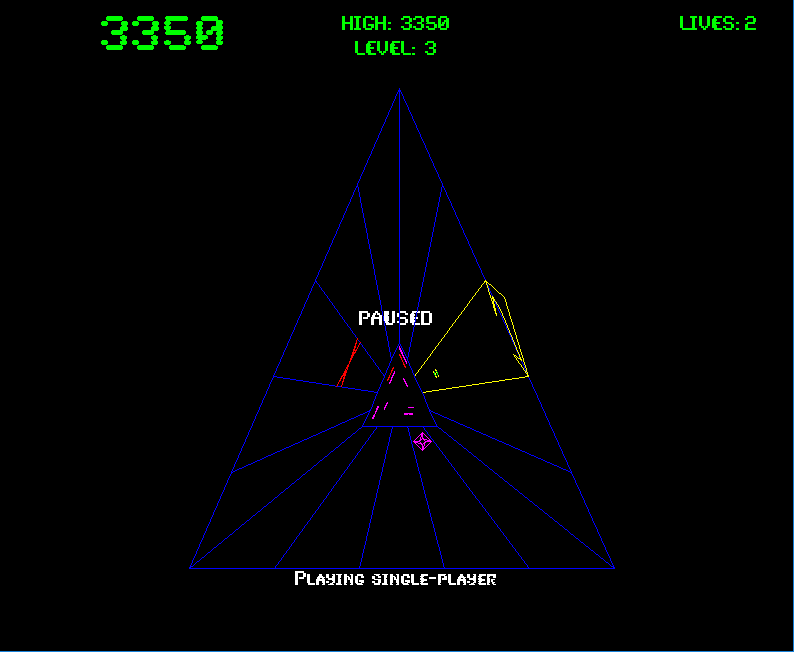 3350
HIGH: 3350
LIVES: 2
LEVEL: 3
PAUSED
PLAYING SINGLE-PLAYER